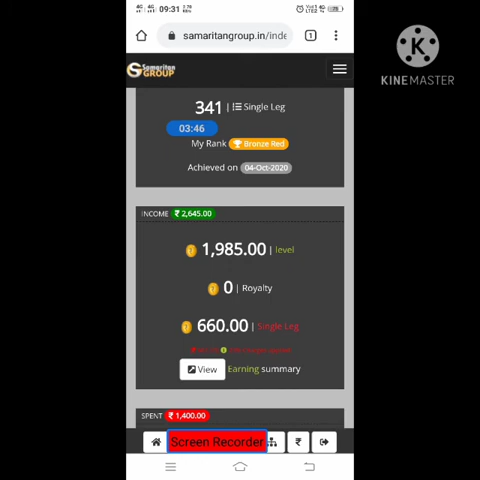 09:31
samaritangroup.in/inde
1
KINEMASTER
Samaritan
GROUP
341 | Single Leg
03:46
My Rank Bronze Red
Achieved on 04-Oct-2020
INCOME ₹ 2,645.00
1,985.00 | level
0 | Royalty
660.00 | Single Leg
View Earning summary
SPENT ₹ 1,400.00
Screen Recorder
₹